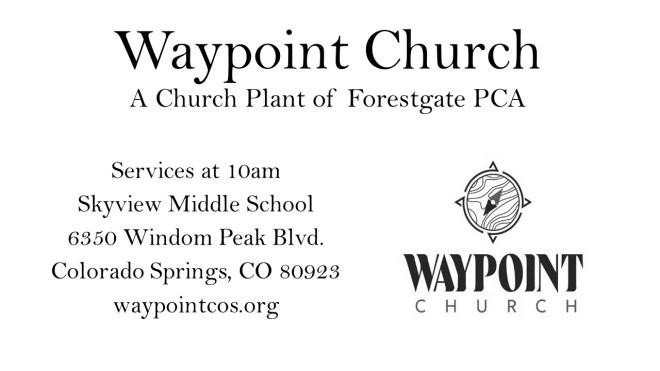 Waypoint Church
A Church Plant of Forestgate PCA
Services at 10am
Skyview Middle School
6350 Windom Peak Blvd.
Colorado Springs, CO 80923
waypointcos.org
WAYPOINT
CHURCH